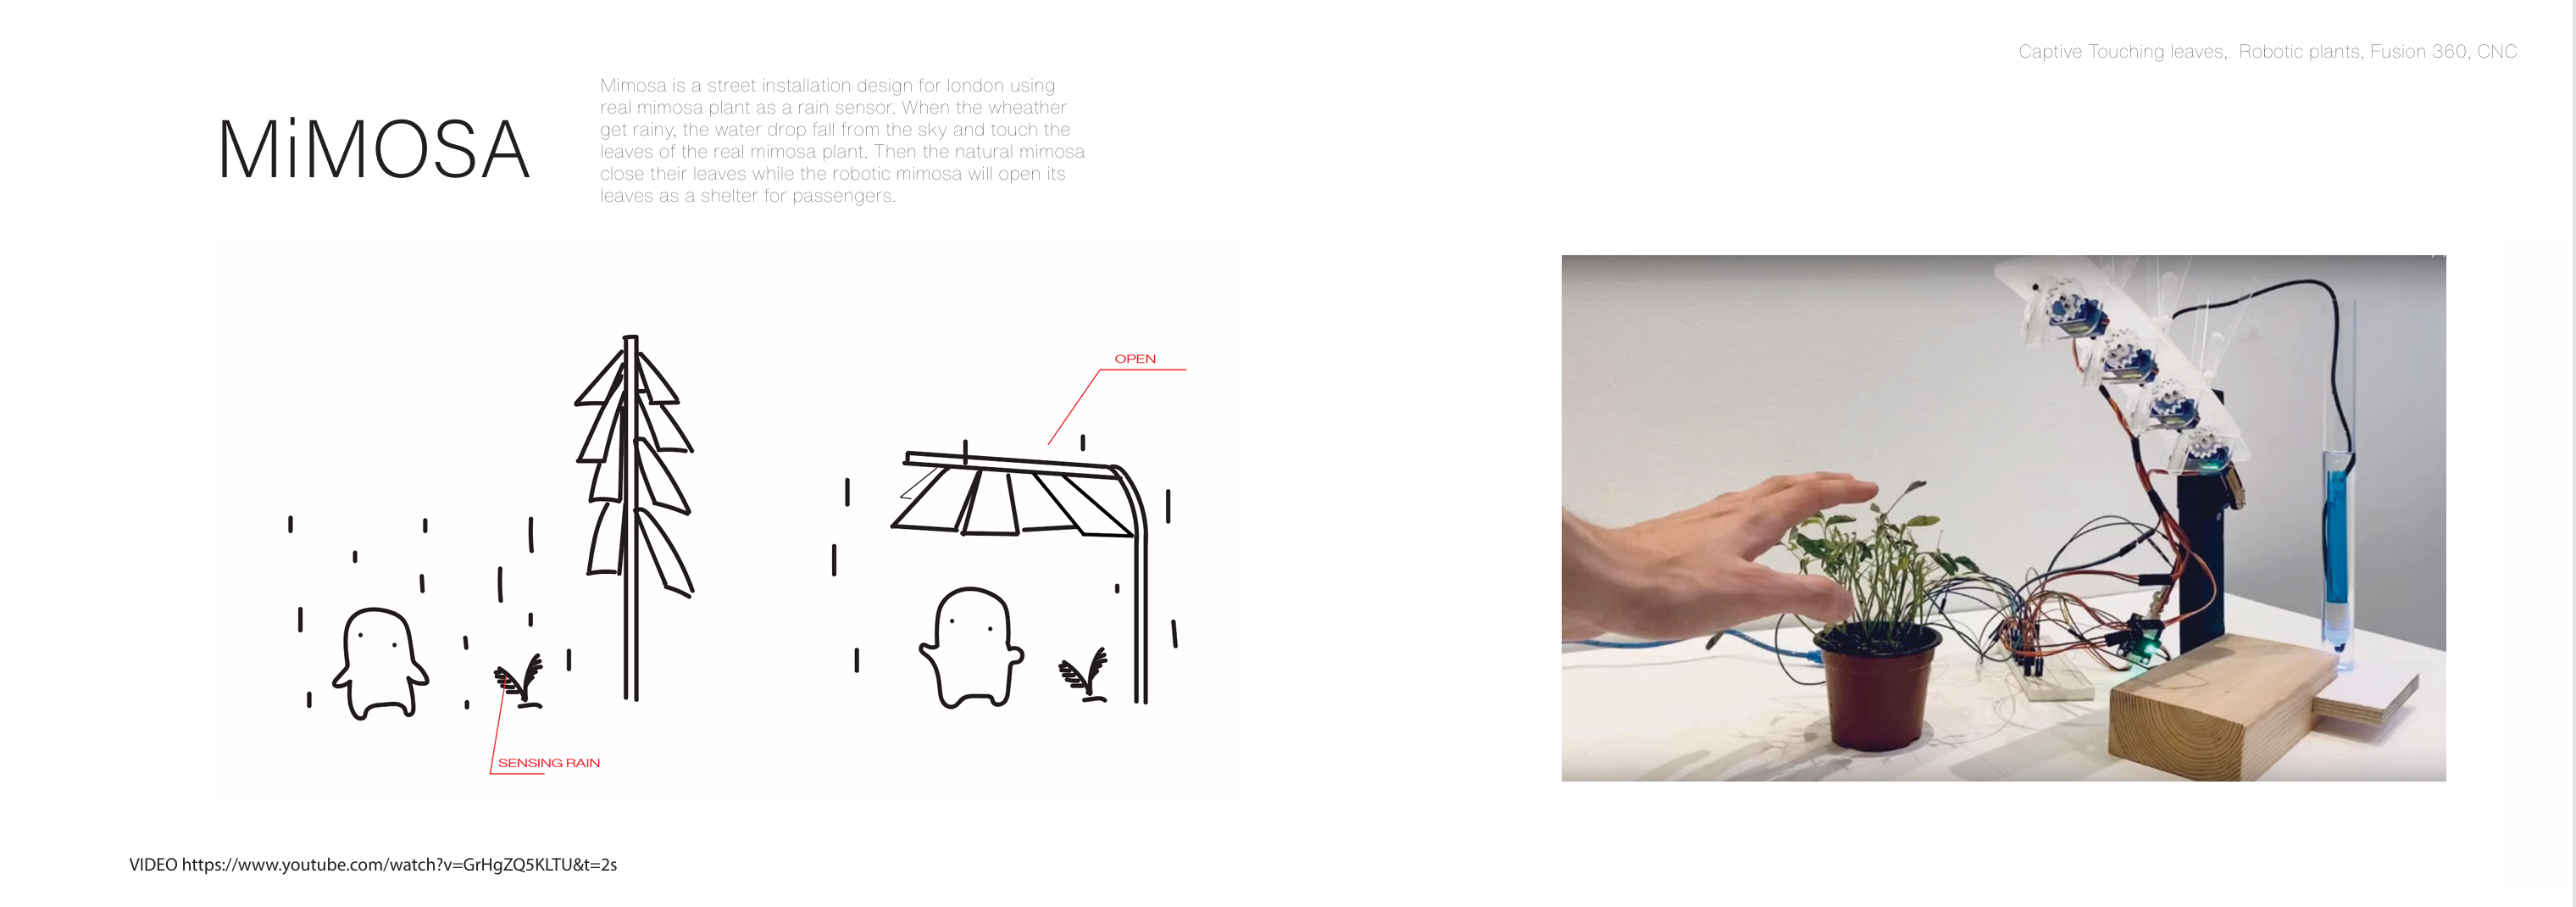 Captive Touching leaves,  Robotic plants, Fusion 360, CNC
MiMOSA
Mimosa is a street installation design for london using
real mimosa plant as a rain sensor. When the wheather
get rainy, the water drop fall from the sky and touch the
leaves of the real mimosa plant. Then the natural mimosa
close their leaves while the robotic mimosa will open its
leaves as a shelter for passengers.
OPEN
SENSING RAIN
VIDEO https://www.youtube.com/watch?v=GrHgZQ5KLTU&t=2s